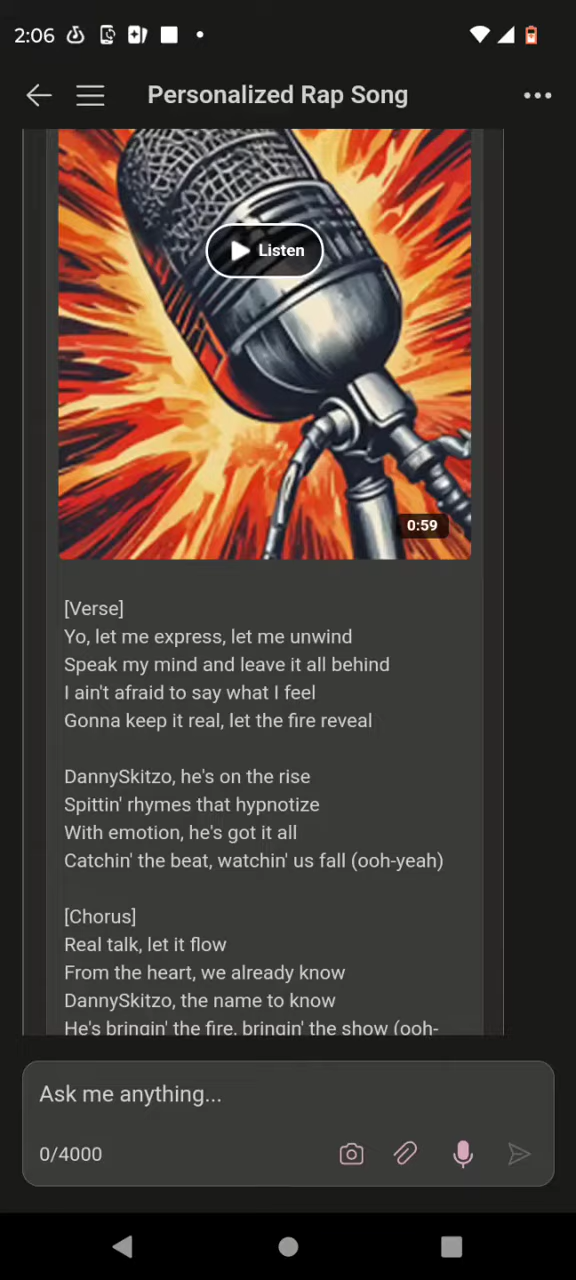 2:06
Personalized Rap Song
Listen
0:59
[Verse]
Yo, let me express, let me unwind
Speak my mind and leave it all behind
I ain't afraid to say what I feel
Gonna keep it real, let the fire reveal
DannySkitzo, he's on the rise
Spittin' rhymes that hypnotize
With emotion, he's got it all
Catchin' the beat, watchin' us fall (ooh-yeah)
[Chorus]
Real talk, let it flow
From the heart, we already know
DannySkitzo, the name to know
He's bringin' the fire, bringin' the show (ooh-
Ask me anything...
0/4000